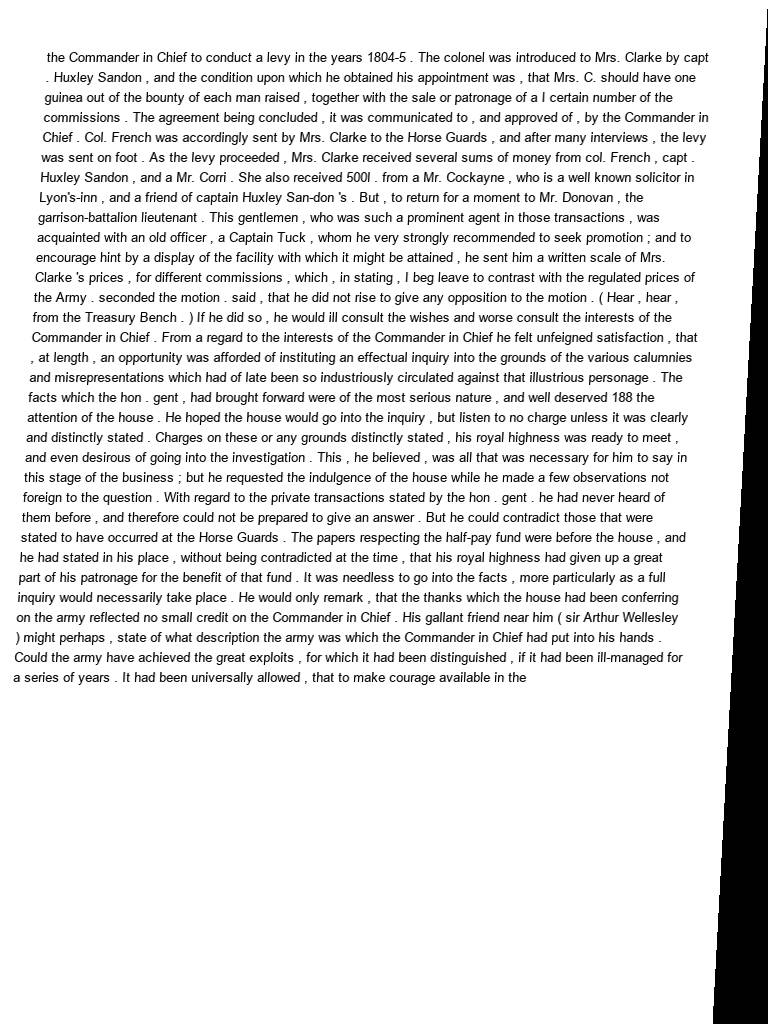 the Commander in Chief to conduct a levy in the years 1804-5 . The colonel was introduced to Mrs. Clarke by capt
. Huxley Sandon , and the condition upon which he obtained his appointment was , that Mrs. C. should have one
guinea out of the bounty of each man raised , together with the sale or patronage of a I certain number of the
commissions . The agreement being concluded , it was communicated to , and approved of , by the Commander in
Chief . Col. French was accordingly sent by Mrs. Clarke to the Horse Guards , and after many interviews , the levy
was sent on foot . As the levy proceeded , Mrs. Clarke received several sums of money from col. French , capt .
Huxley Sandon , and a Mr. Corri . She also received 500l . from a Mr. Cockayne , who is a well known solicitor in
Lyon's-inn , and a friend of captain Huxley San-don 's . But , to return for a moment to Mr. Donovan , the
garrison-battalion lieutenant . This gentlemen , who was such a prominent agent in those transactions , was
acquainted with an old officer , a Captain Tuck , whom he very strongly recommended to seek promotion ; and to
encourage hint by a display of the facility with which it might be attained , he sent him a written scale of Mrs.
Clarke 's prices , for different commissions , which , in stating , I beg leave to contrast with the regulated prices of
the Army . seconded the motion . said , that he did not rise to give any opposition to the motion . ( Hear , hear ,
from the Treasury Bench . ) If he did so , he would ill consult the wishes and worse consult the interests of the
Commander in Chief . From a regard to the interests of the Commander in Chief he felt unfeigned satisfaction , that
, at length , an opportunity was afforded of instituting an effectual inquiry into the grounds of the various calumnies
and misrepresentations which had of late been so industriously circulated against that illustrious personage . The
facts which the hon . gent , had brought forward were of the most serious nature , and well deserved 188 the
attention of the house . He hoped the house would go into the inquiry , but listen to no charge unless it was clearly
and distinctly stated . Charges on these or any grounds distinctly stated , his royal highness was ready to meet ,
and even desirous of going into the investigation . This , he believed , was all that was necessary for him to say in
this stage of the business ; but he requested the indulgence of the house while he made a few observations not
foreign to the question . With regard to the private transactions stated by the hon . gent . he had never heard of
them before , and therefore could not be prepared to give an answer . But he could contradict those that were
stated to have occurred at the Horse Guards . The papers respecting the half-pay fund were before the house , and
he had stated in his place , without being contradicted at the time , that his royal highness had given up a great
part of his patronage for the benefit of that fund . It was needless to go into the facts , more particularly as a full
inquiry would necessarily take place . He would only remark , that the thanks which the house had been conferring
on the army reflected no small credit on the Commander in Chief . His gallant friend near him ( sir Arthur Wellesley
) might perhaps , state of what description the army was which the Commander in Chief had put into his hands .
Could the army have achieved the great exploits , for which it had been distinguished , if it had been ill-managed for
a series of years . It had been universally allowed , that to make courage available in the